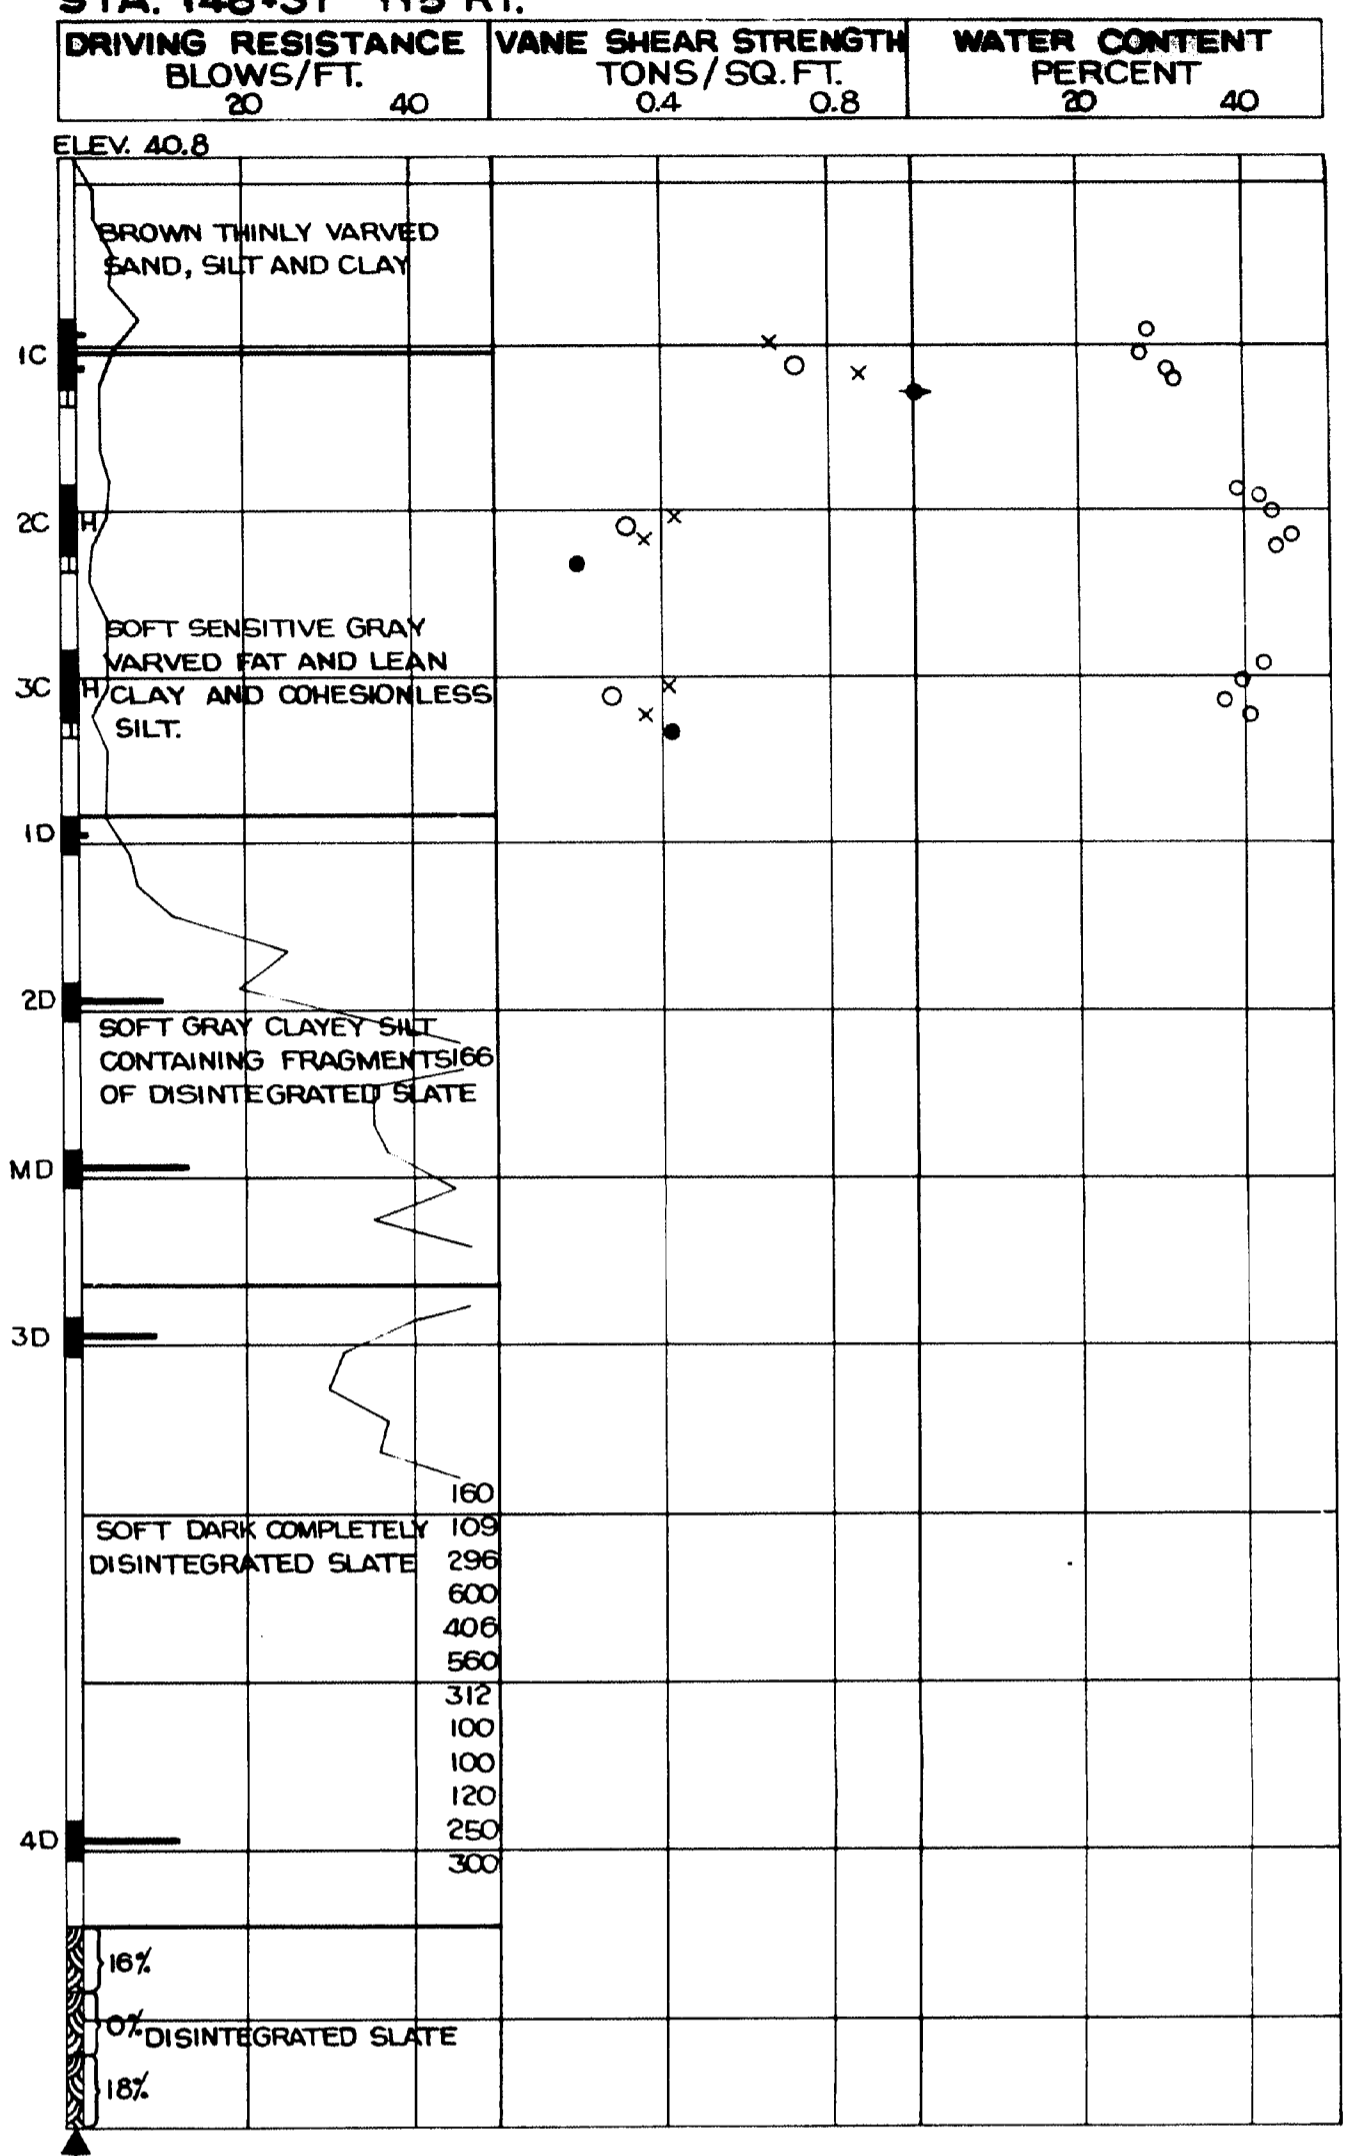 DRIVING RESISTANCE
BLOWS/FT.
20 40
VANE SHEAR STRENGTH
TONS/SQ.FT.
0.4 0.8
WATER CONTENT
PERCENT
20 40
ELEV. 40.8
BROWN THINLY VARVED
SAND, SILT AND CLAY
1C
2C H
SOFT SENSITIVE GRAY
VARVED FAT AND LEAN
3C H CLAY AND COHESIONLESS
SILT.
1D
2D
SOFT GRAY CLAYEY SILT
CONTAINING FRAGMENTS 166
OF DISINTEGRATED SLATE
MD
3D
160
SOFT DARK COMPLETELY 109
DISINTEGRATED SLATE 296
600
406
560
312
100
100
120
4D 250
300
16%
0% DISINTEGRATED SLATE
18%